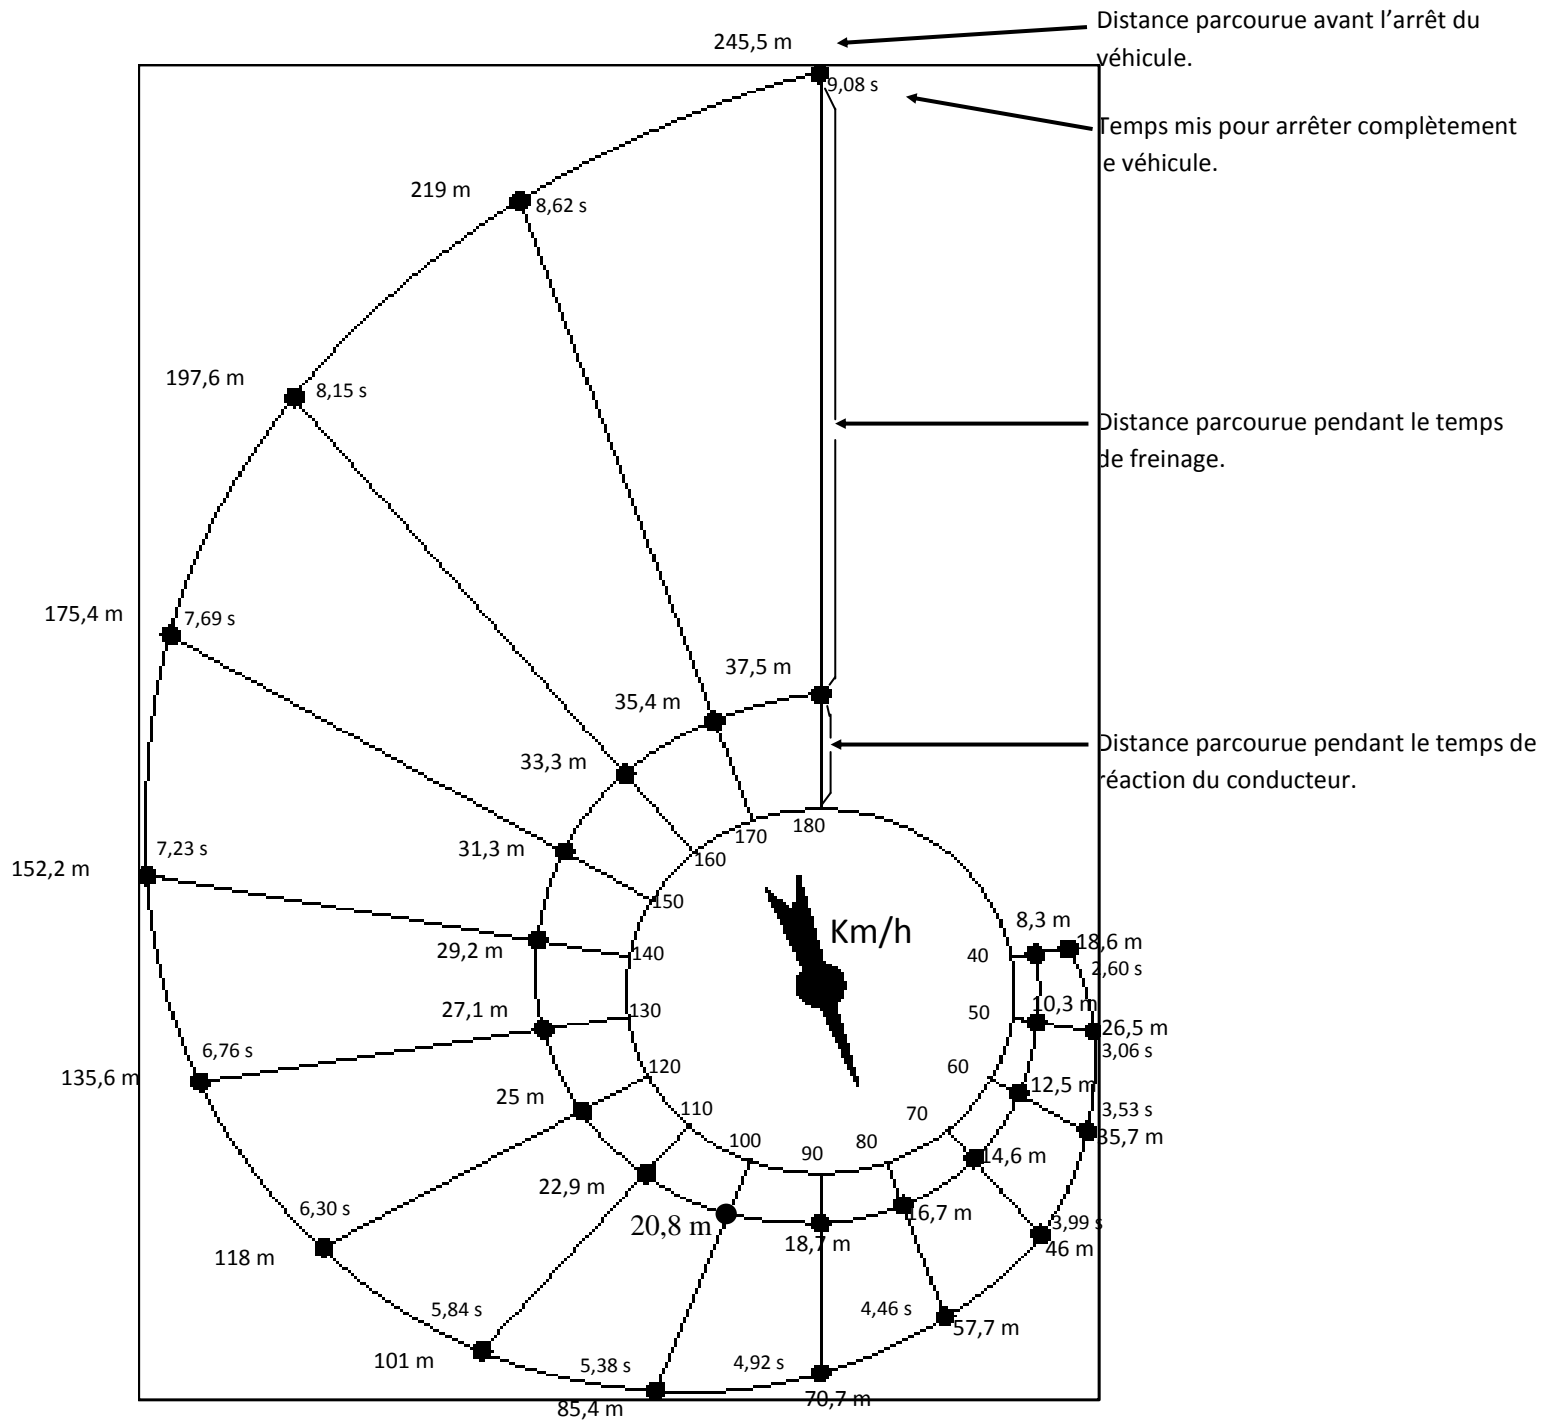 Distance parcourue avant l’arrêt du
véhicule.
245,5 m
9,08 s
Temps mis pour arrêter complètement
le véhicule.
219 m
8,62 s
197,6 m
8,15 s
Distance parcourue pendant le temps
de freinage.
175,4 m
7,69 s
37,5 m
35,4 m
Distance parcourue pendant le temps de
réaction du conducteur.
33,3 m
180
170
160
31,3 m
7,23 s
152,2 m
150
Km/h
8,3 m
18,6 m
29,2 m
140
40
2,60 s
27,1 m
130
50
10,3 m
26,5 m
3,06 s
6,76 s
135,6 m
120
60
12,5 m
25 m
110
70
3,53 s
35,7 m
100
90
80
14,6 m
22,9 m
20,8 m
18,7 m
16,7 m
3,99 s
46 m
6,30 s
118 m
5,84 s
4,46 s
57,7 m
101 m
5,38 s
4,92 s
70,7 m
85,4 m